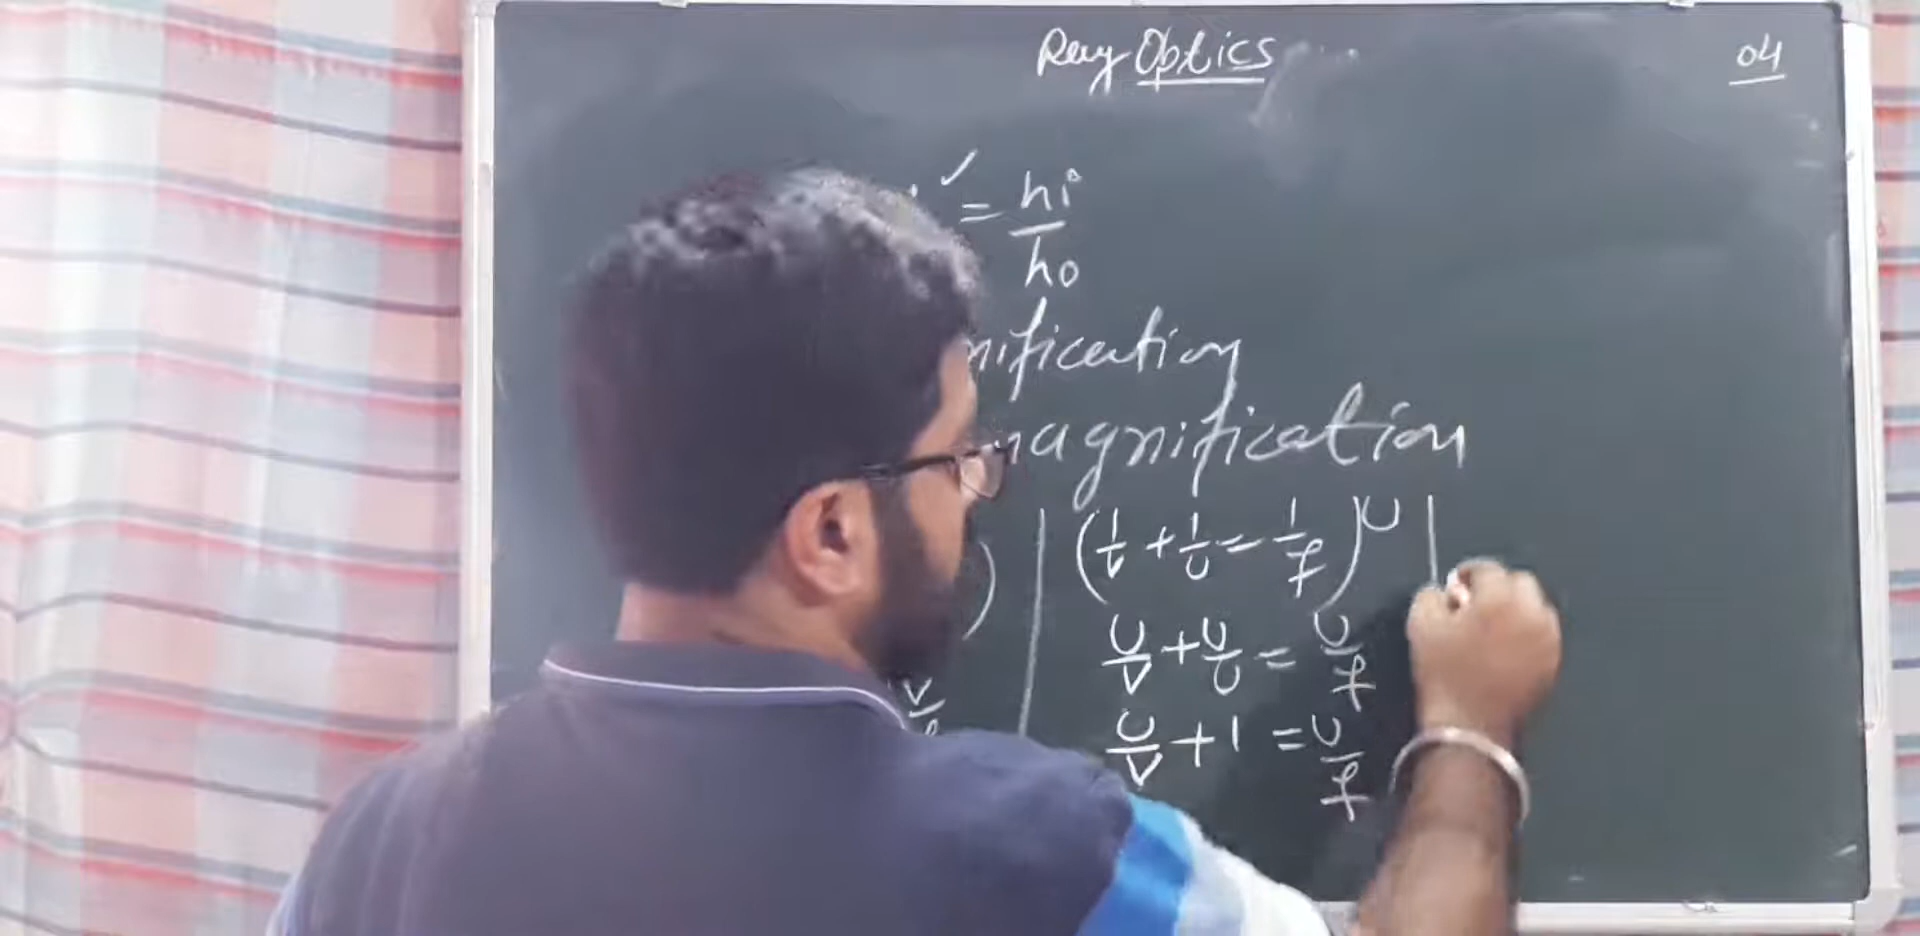 Ray Optics
04
= hi/ho
nification
magnification
) | (1/v + 1/u = 1/f)u |
u/v + u/u = u/f
v/f
u/v + 1 = u/f